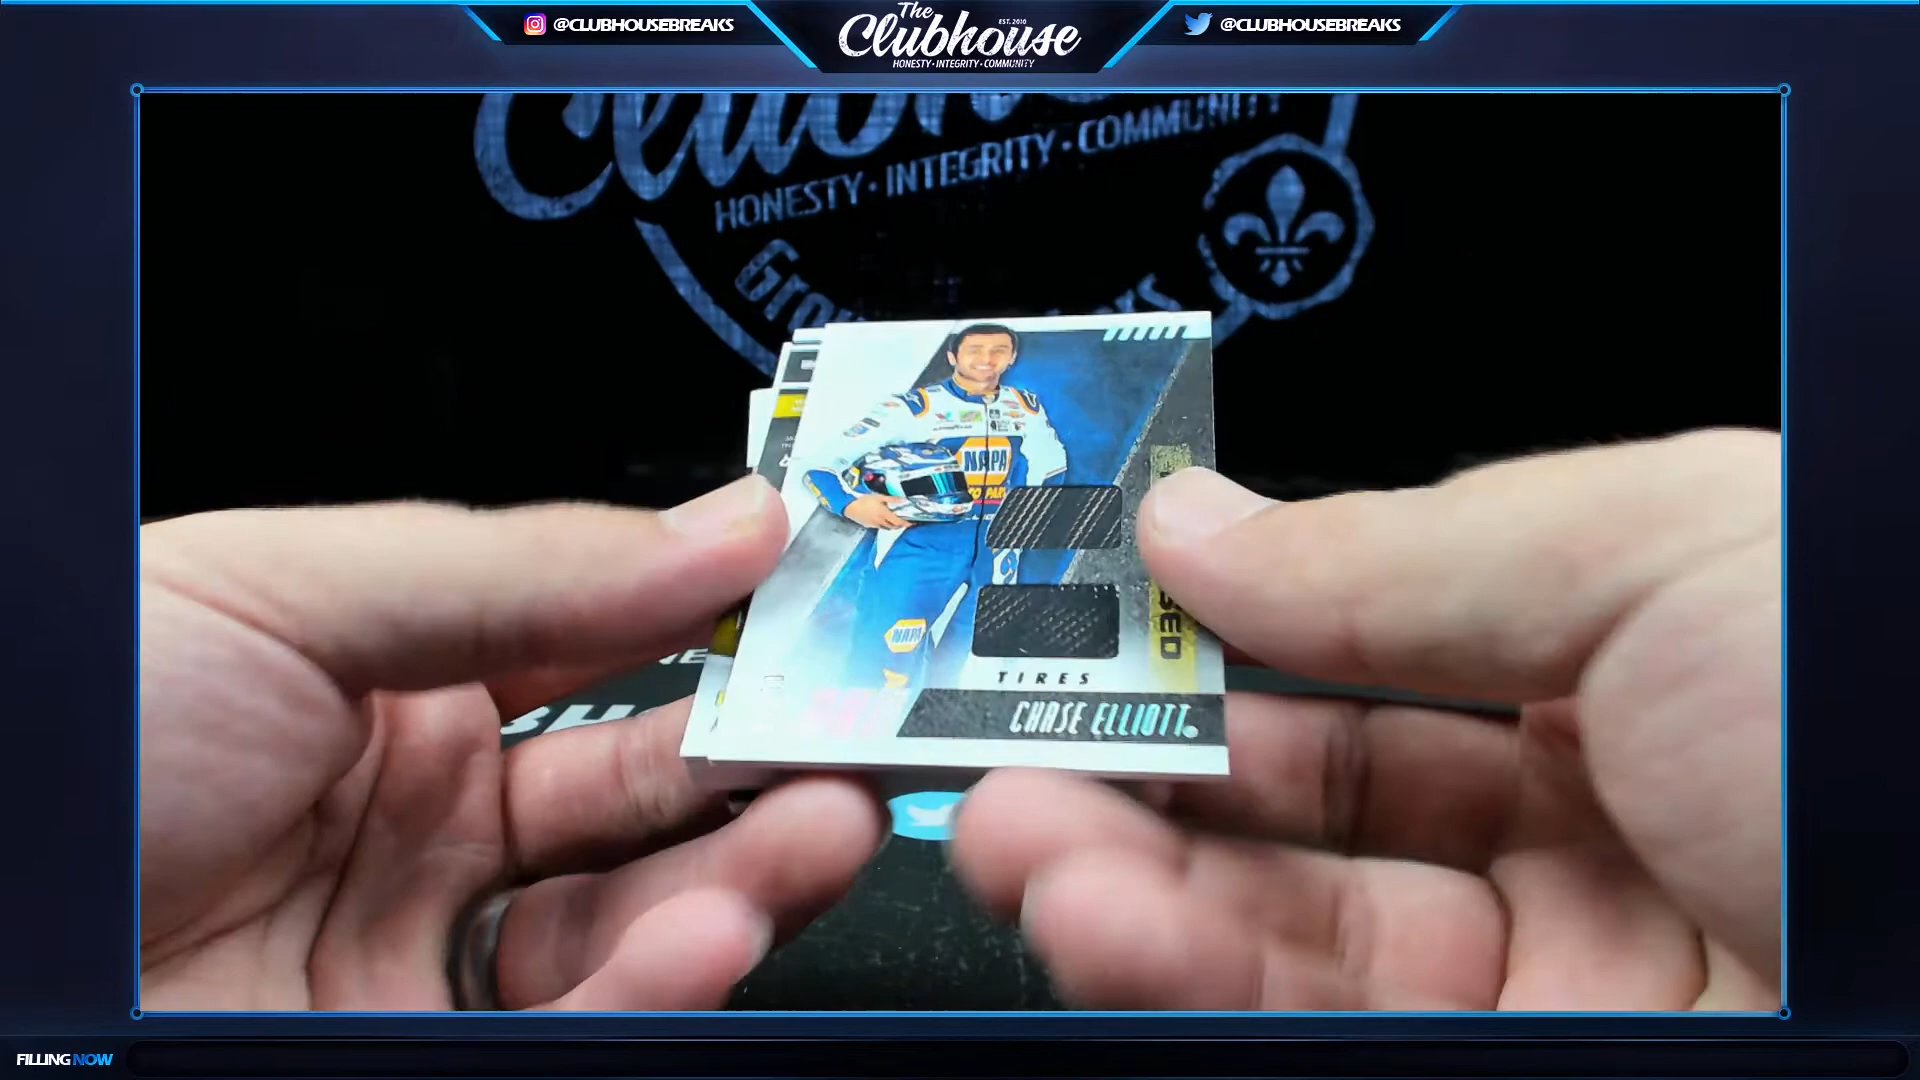 @CLUBHOUSEBREAKS
The
EST. 2010
Clubhouse
HONESTY • INTEGRITY • COMMUNITY
@CLUBHOUSEBREAKS
HONESTY • INTEGRITY • COMMUNITY
NAPA
NAPA
TIRES
CHASE ELLIOTT
FILLING NOW